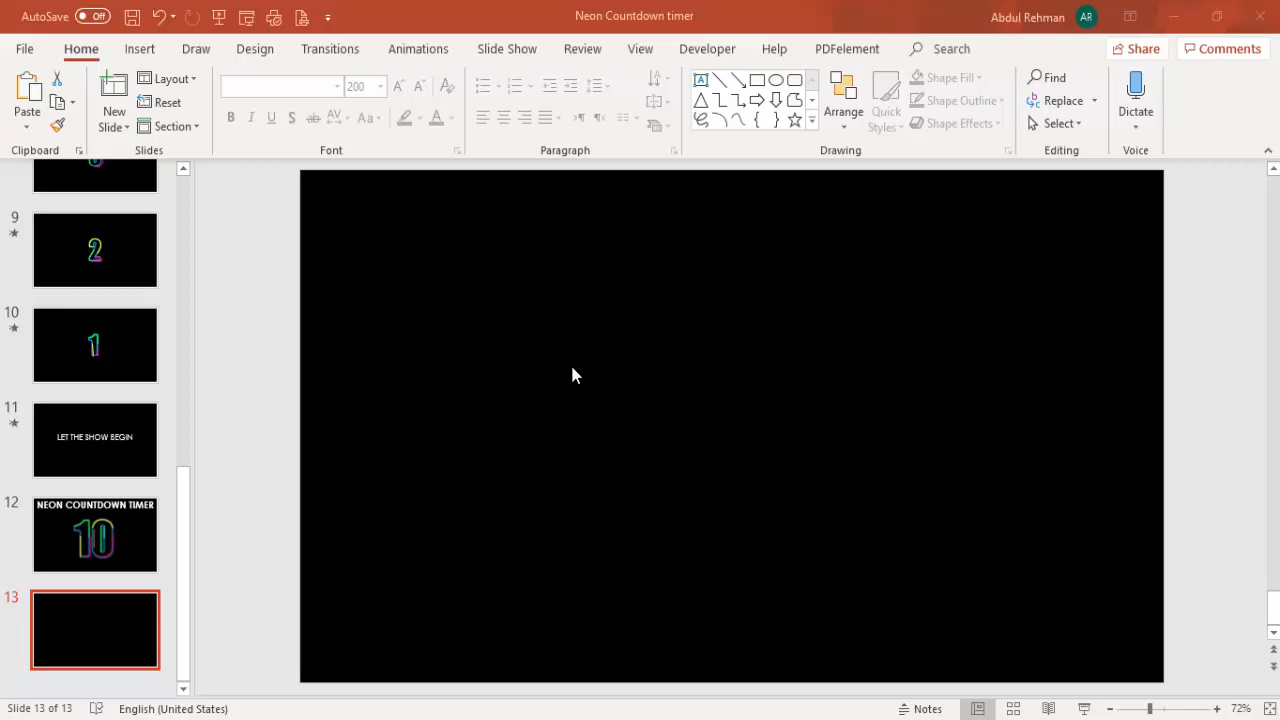 AutoSave Off Neon Countdown timer Abdul Rehman AR
File Home Insert Draw Design Transitions Animations Slide Show Review View Developer Help PDFelement Search Share Comments
Paste
New Slide
Layout
Reset
Section
200
B I U S ab AV Aa A
Arrange
Quick Styles
Shape Fill
Shape Outline
Shape Effects
Find
Replace
Select
Dictate
Clipboard Slides Font Paragraph Drawing Editing Voice
9
2
10
1
11
LET THE SHOW BEGIN
12
NEON COUNTDOWN TIMER
10
13
Slide 13 of 13 English (United States) Notes 72%